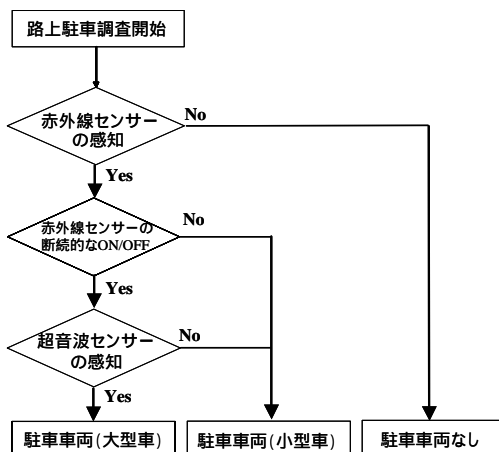 路上駐車調査開始
赤外線センサー
の感知
No
Yes
赤外線センサーの
断続的なON/OFF
No
Yes
超音波センサー
の感知
No
Yes
駐車車両(大型車)
駐車車両(小型車)
駐車車両なし